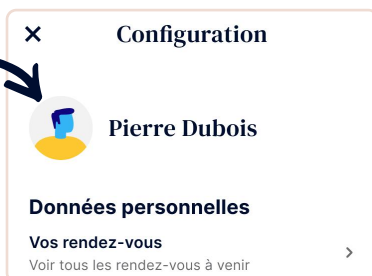 Configuration
Pierre Dubois
Données personnelles
Vos rendez-vous
Voir tous les rendez-vous à venir